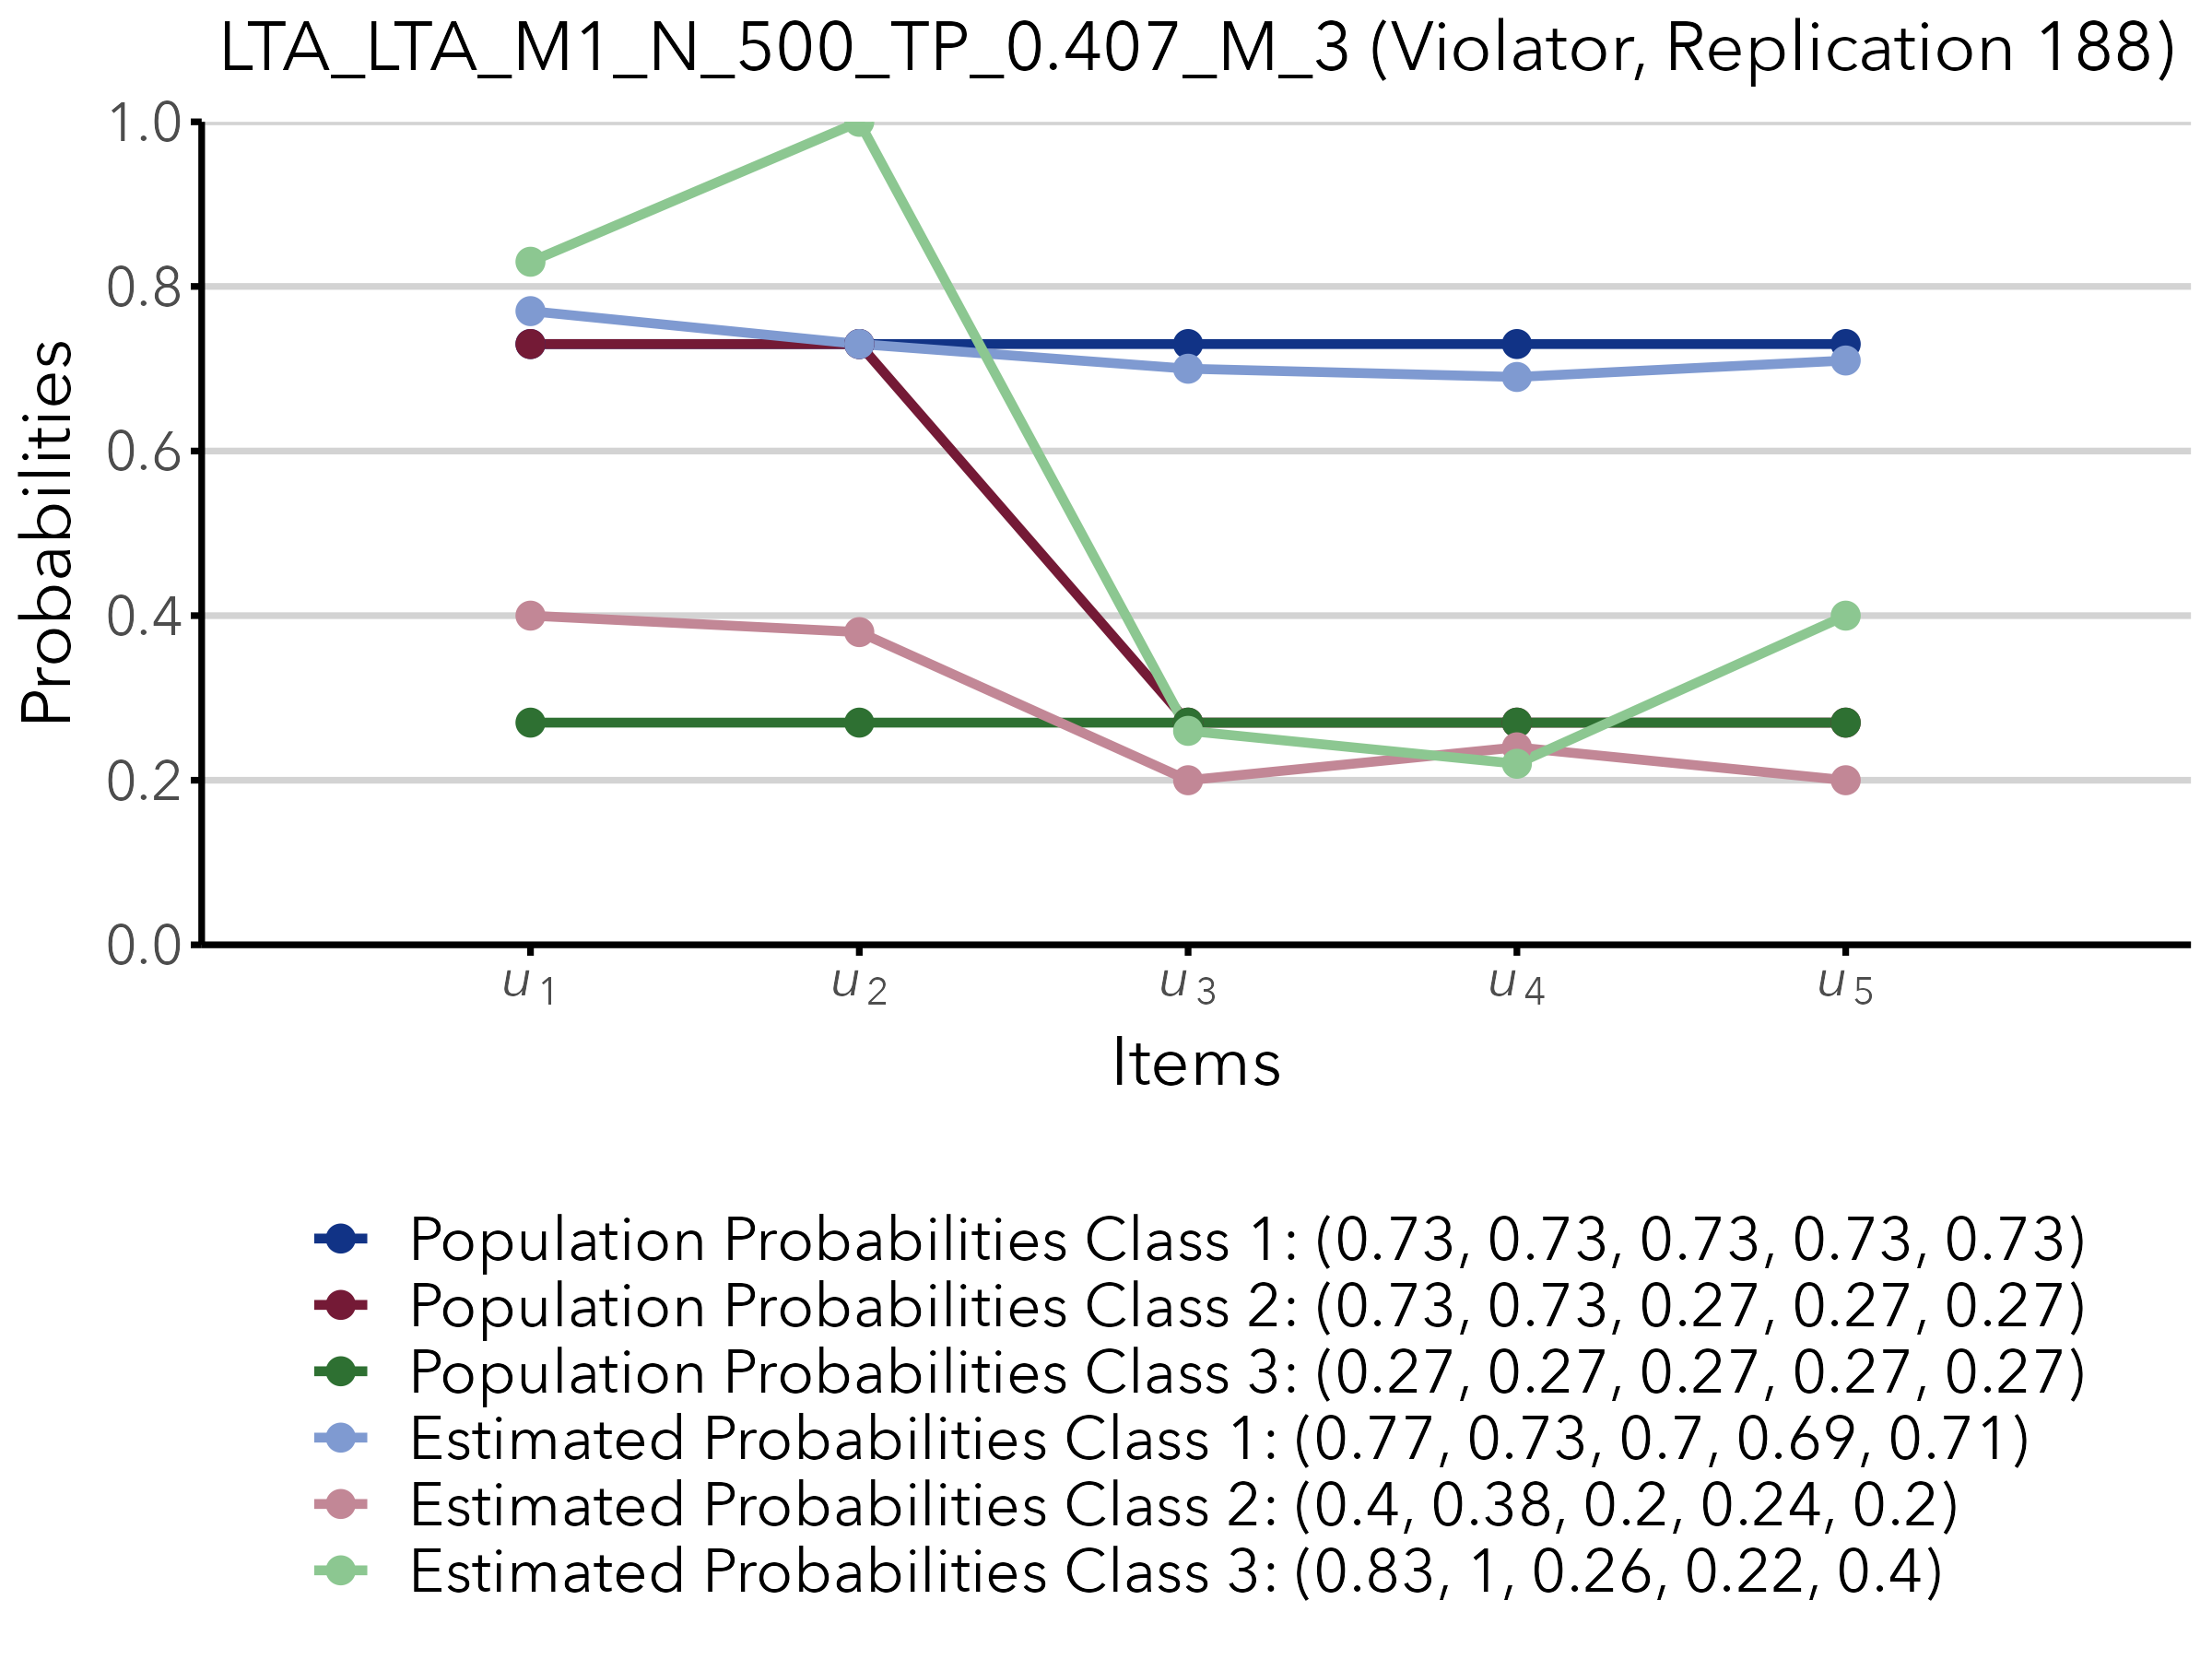 LTA_LTA_M1_N_500_TP_0.407_M_3 (Violator, Replication 188)
1.0
0.8
0.6
0.4
0.2
0.0
Probabilities
u1 u2 u3 u4 u5
Items
Population Probabilities Class 1: (0.73, 0.73, 0.73, 0.73, 0.73)
Population Probabilities Class 2: (0.73, 0.73, 0.27, 0.27, 0.27)
Population Probabilities Class 3: (0.27, 0.27, 0.27, 0.27, 0.27)
Estimated Probabilities Class 1: (0.77, 0.73, 0.7, 0.69, 0.71)
Estimated Probabilities Class 2: (0.4, 0.38, 0.2, 0.24, 0.2)
Estimated Probabilities Class 3: (0.83, 1, 0.26, 0.22, 0.4)